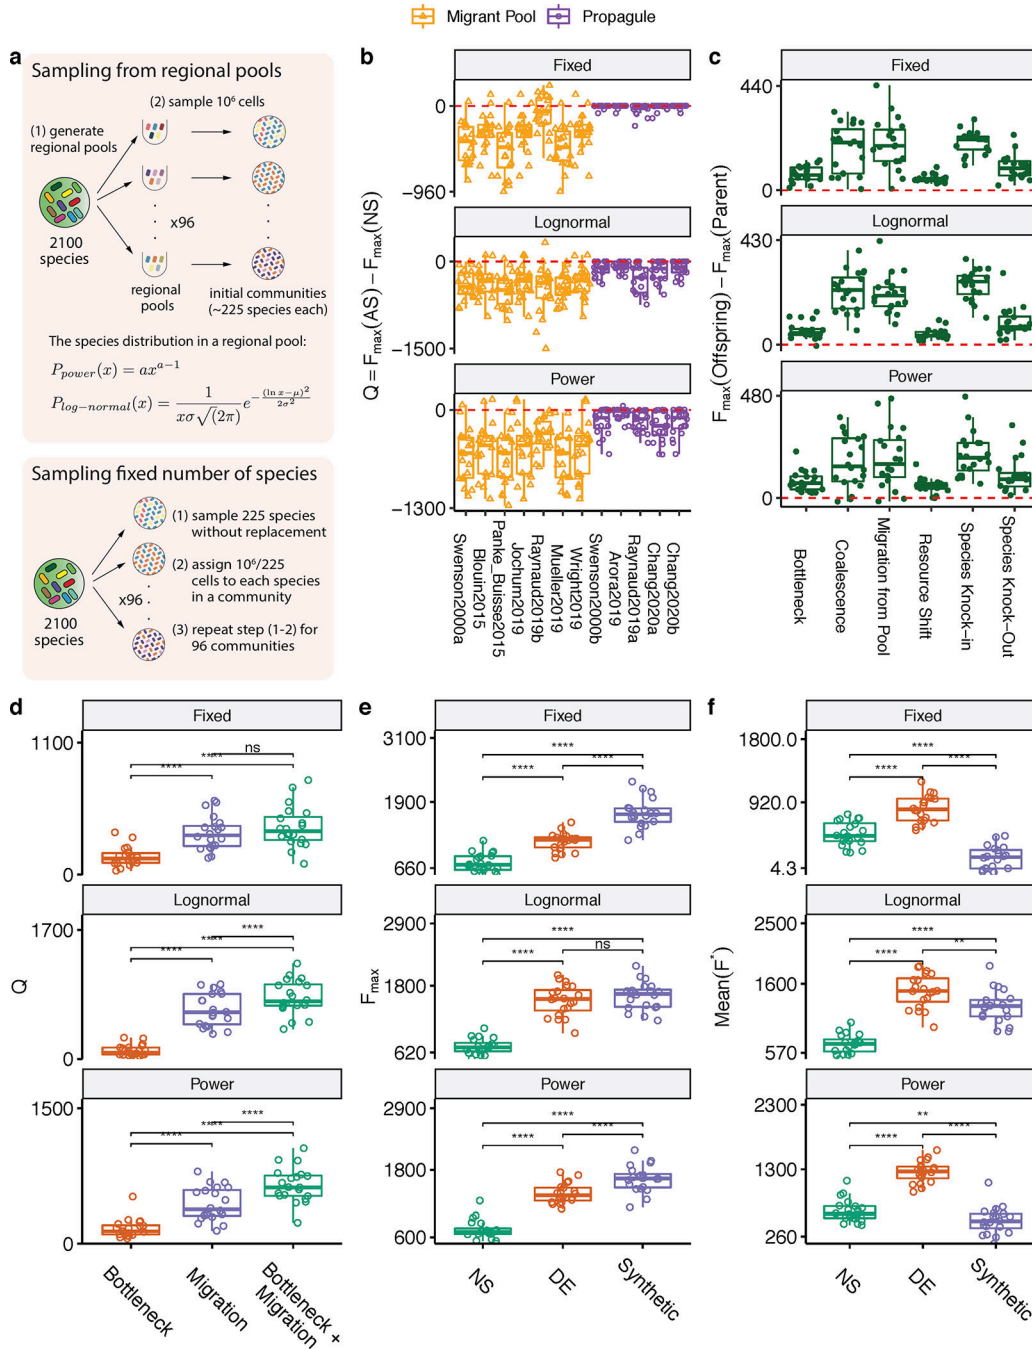 Migrant Pool
Propagule
a
Sampling from regional pools
(2) sample 10⁶ cells
(1) generate
regional pools
2100
species
x96
regional
pools
initial communities
(~225 species each)
The species distribution in a regional pool:
P_power(x) = ax^{a−1}
P_{log−normal}(x) = \frac{1}{xσ√(2π)} e^{−\frac{(ln x−μ)²}{2σ²}}
Sampling fixed number of species
(1) sample 225 species
without replacement
(2) assign 10⁶/225
cells to each species
in a community
(3) repeat step (1-2) for
96 communities
x96
2100
species
b
Q = F_max(AS) − F_max(NS)
Fixed
0
−960
Lognormal
0
−1500
Power
0
−1300
Swenson2000a
Blouin2015
Panke_Buisse2015
Jochum2019
Raynaud2019b
Mueller2019
Wright2019
Swenson2000b
Arora2019
Raynaud2019a
Chang2020a
Chang2020b
c
F_max(Offspring) − F_max(Parent)
Fixed
440
0
Lognormal
430
0
Power
480
0
Bottleneck
Coalescence
Migration from Pool
Resource Shift
Species Knock−in
Species Knock−Out
d
Q
Fixed
1100
0
**** **** ns
Lognormal
1700
0
**** **** ****
Power
1500
0
**** **** ****
Bottleneck
Migration
Bottleneck +
Migration
e
F_max
Fixed
3100
1900
660
**** **** ****
Lognormal
2900
1800
620
**** ns ****
Power
2900
1800
600
**** **** ****
NS
DE
Synthetic
f
Mean(F*)
Fixed
1800.0
920.0
4.3
**** **** ****
Lognormal
2500
1600
570
**** ** ****
Power
2300
1300
260
** **** ****
NS
DE
Synthetic